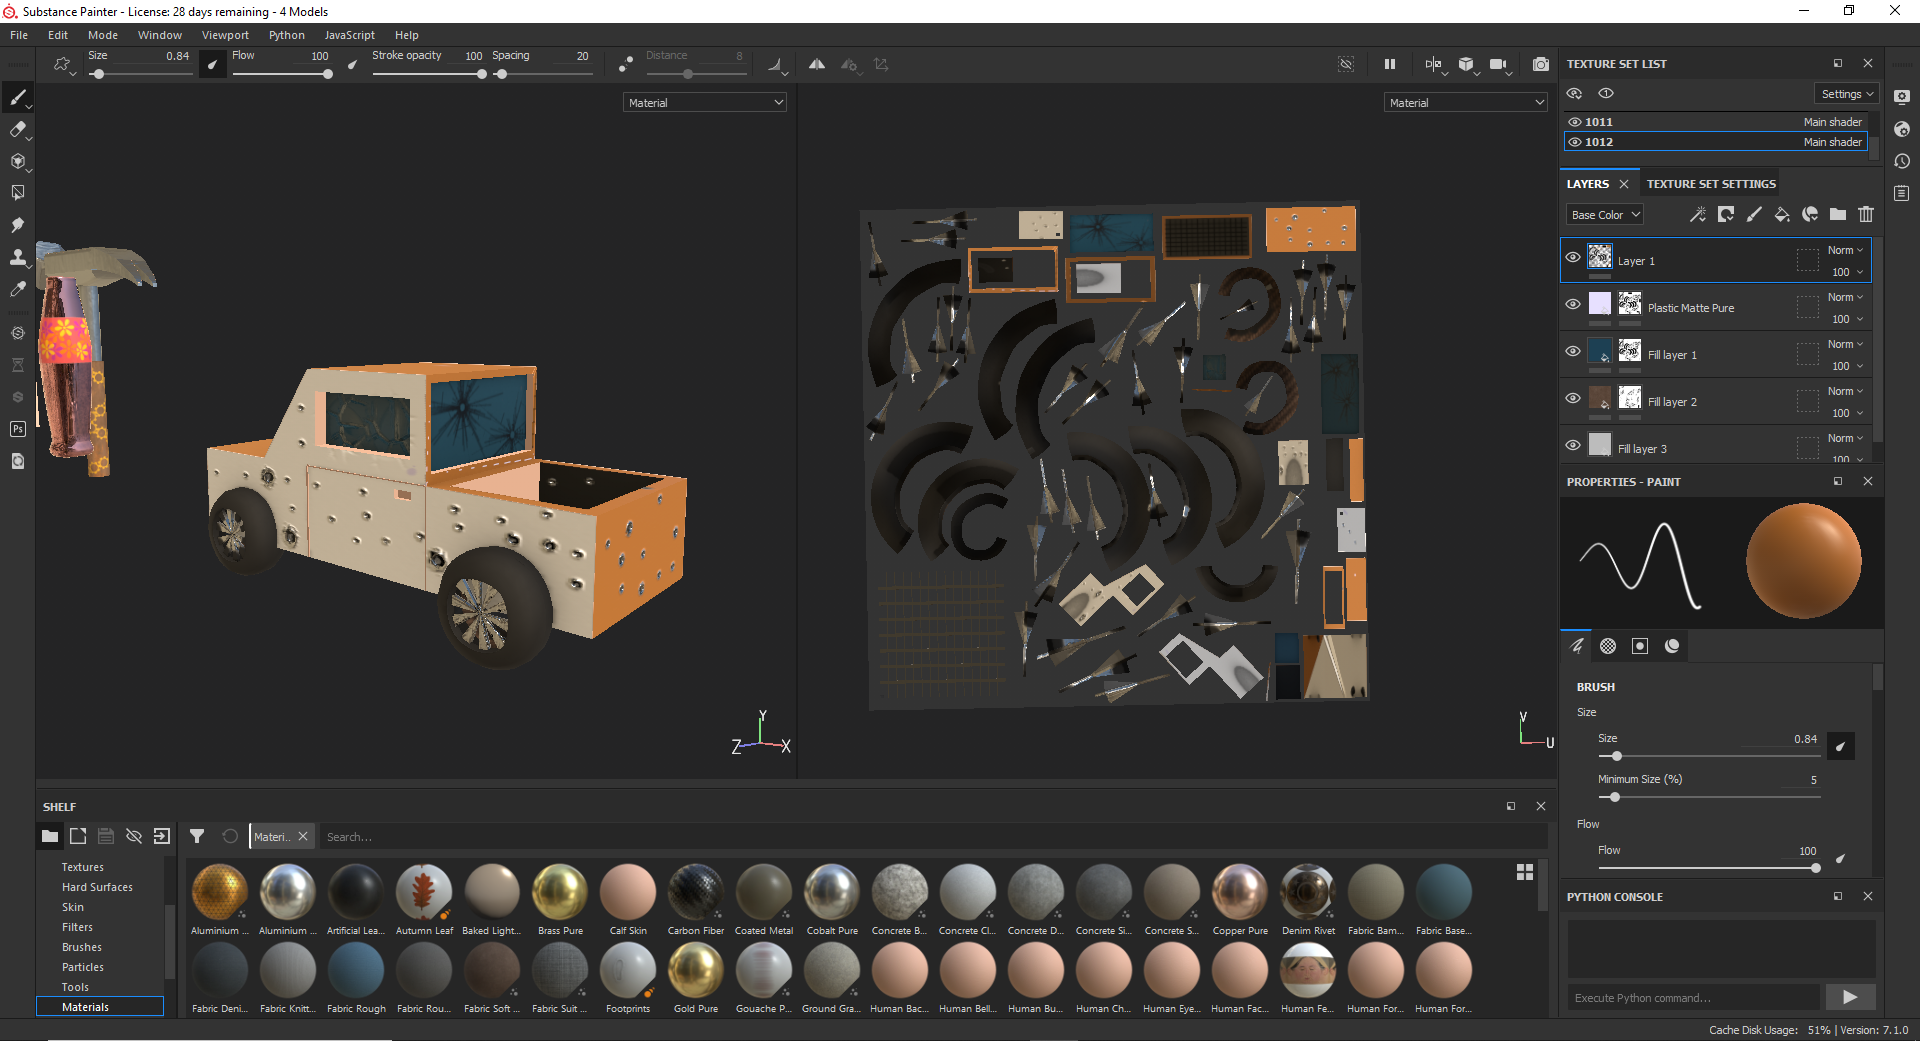 Substance Painter - License: 28 days remaining - 4 Models
File Edit Mode Window Viewport Python JavaScript Help
Size 0.84 Flow 100 Stroke opacity 100 Spacing 20 Distance 8
Material
Material
TEXTURE SET LIST
Settings
1011 Main shader
1012 Main shader
LAYERS TEXTURE SET SETTINGS
Base Color
Layer 1 Norm 100
Plastic Matte Pure Norm 100
Fill layer 1 Norm 100
Fill layer 2 Norm 100
Fill layer 3 Norm 100
PROPERTIES - PAINT
BRUSH
Size
Size 0.84
Minimum Size (%) 5
Flow
Flow 100
PYTHON CONSOLE
Execute Python command...
Ps
Y
Z X
V
U
SHELF
Materi.. Search...
Textures
Hard Surfaces
Skin
Filters
Brushes
Particles
Tools
Materials
Aluminium ... Aluminium ... Artificial Lea... Autumn Leaf Baked Light... Brass Pure Calf Skin Carbon Fiber Coated Metal Cobalt Pure Concrete B... Concrete Cl... Concrete D... Concrete Si... Concrete S... Copper Pure Denim Rivet Fabric Bam... Fabric Base...
Fabric Deni... Fabric Knitt... Fabric Rough Fabric Rou... Fabric Soft ... Fabric Suit ... Footprints Gold Pure Gouache P... Ground Gra... Human Bac... Human Bell... Human Bu... Human Ch... Human Eye... Human Fac... Human Fe... Human For... Human For...
Cache Disk Usage: 51% | Version: 7.1.0